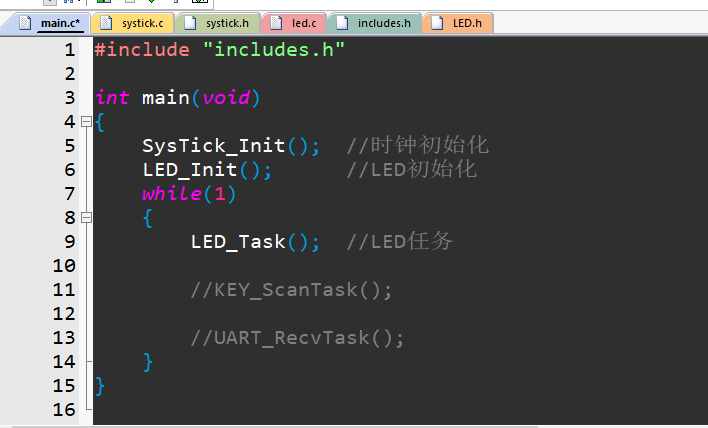 main.c* systick.c systick.h led.c includes.h LED.h
1 #include "includes.h"
2
3 int main(void)
4 {
5 SysTick_Init(); //时钟初始化
6 LED_Init(); //LED初始化
7 while(1)
8 {
9 LED_Task(); //LED任务
10
11 //KEY_ScanTask();
12
13 //UART_RecvTask();
14 }
15 }
16